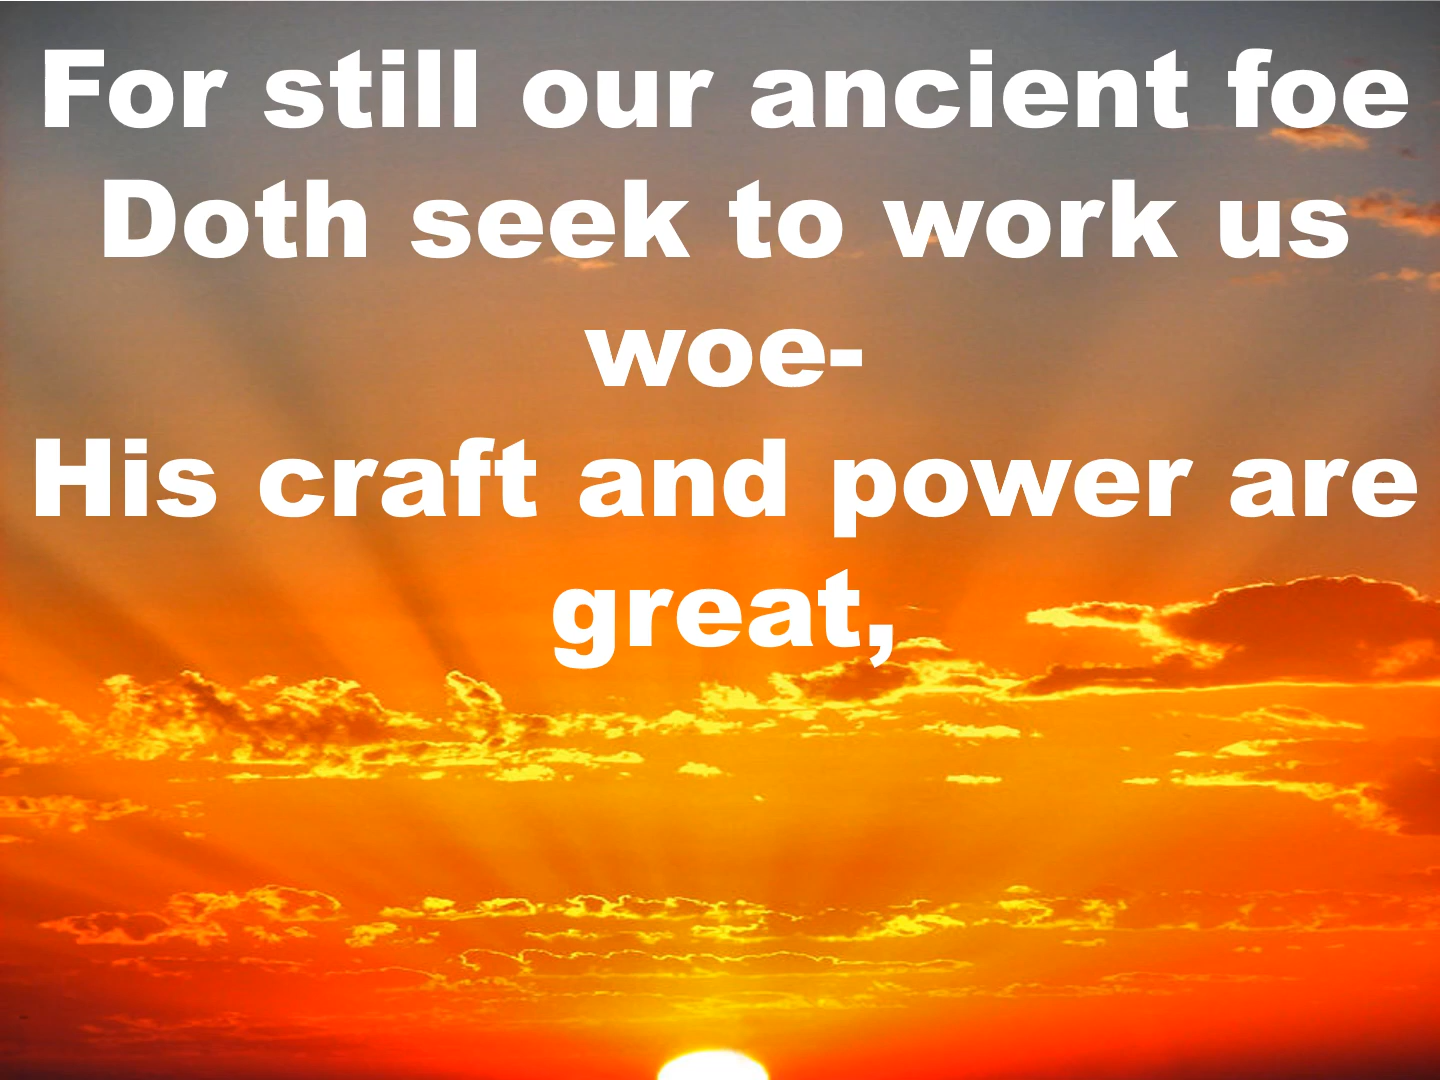 For still our ancient foe
Doth seek to work us
woe-
His craft and power are
great,